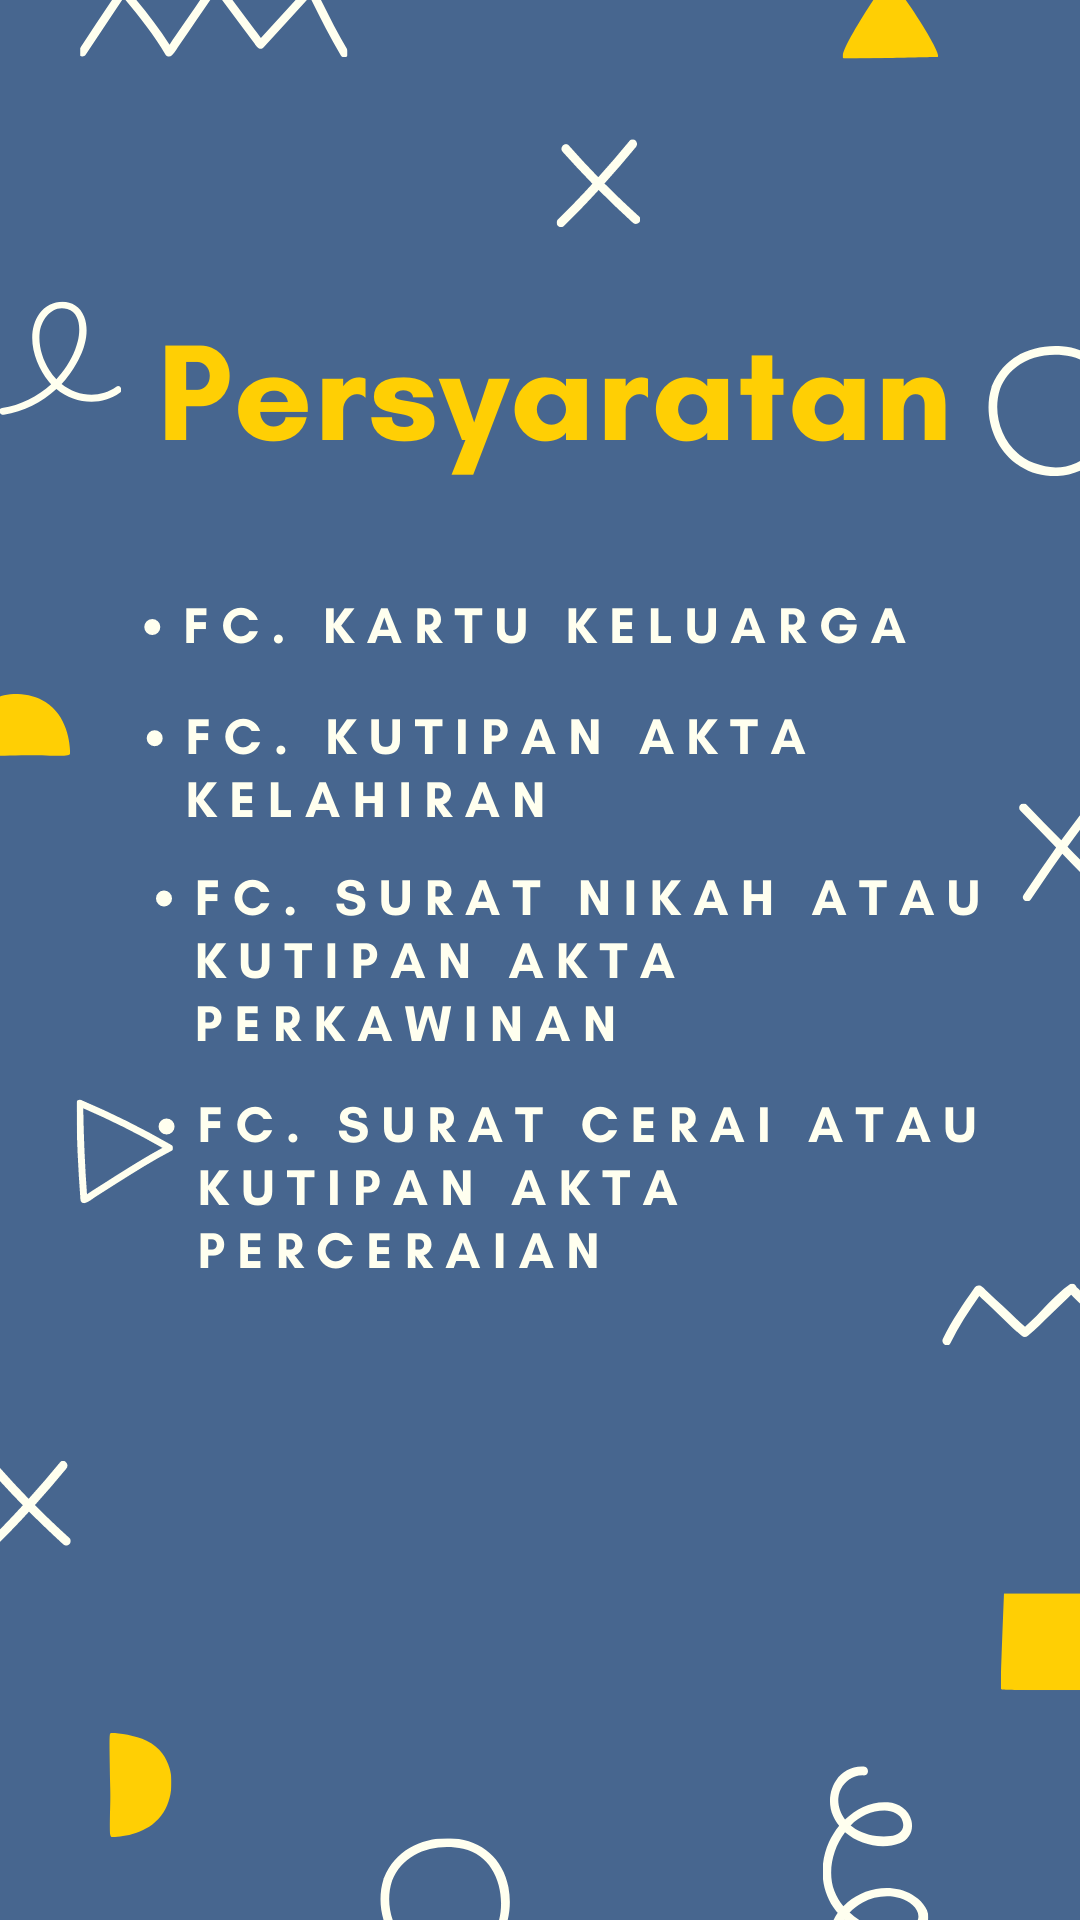 Persyaratan
• FC. KARTU KELUARGA
• FC. KUTIPAN AKTA
KELAHIRAN
• FC. SURAT NIKAH ATAU
KUTIPAN AKTA
PERKAWINAN
• FC. SURAT CERAI ATAU
KUTIPAN AKTA
PERCERAIAN